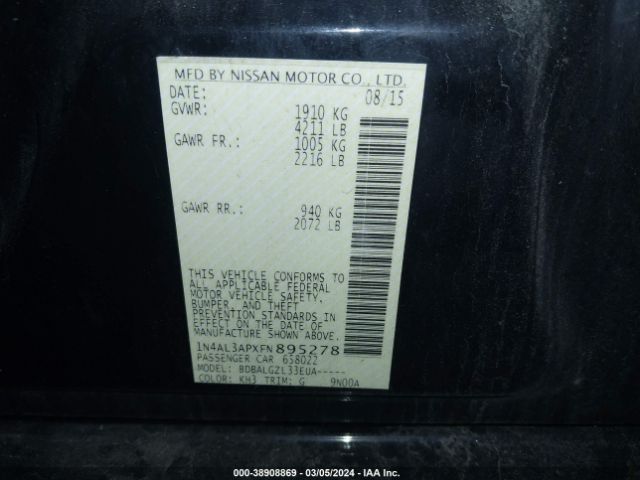 MFD BY NISSAN MOTOR CO., LTD.
DATE: 08/15
GVWR: 1910 KG
4211 LB
GAWR FR.: 1005 KG
2216 LB
GAWR RR.: 940 KG
2072 LB
THIS VEHICLE CONFORMS TO
ALL APPLICABLE FEDERAL
MOTOR VEHICLE SAFETY,
BUMPER, AND THEFT
PREVENTION STANDARDS
IN EFFECT ON THE DATE OF
MANUFACTURE SHOWN ABOVE.
1N4AL3APXFN895278
PASSENGER CAR 658022
MODEL: BDBALGZL33EUA-----
COLOR: KH3 TRIM: G 9N00A
000-38908869 — 03/05/2024 — IAA Inc.